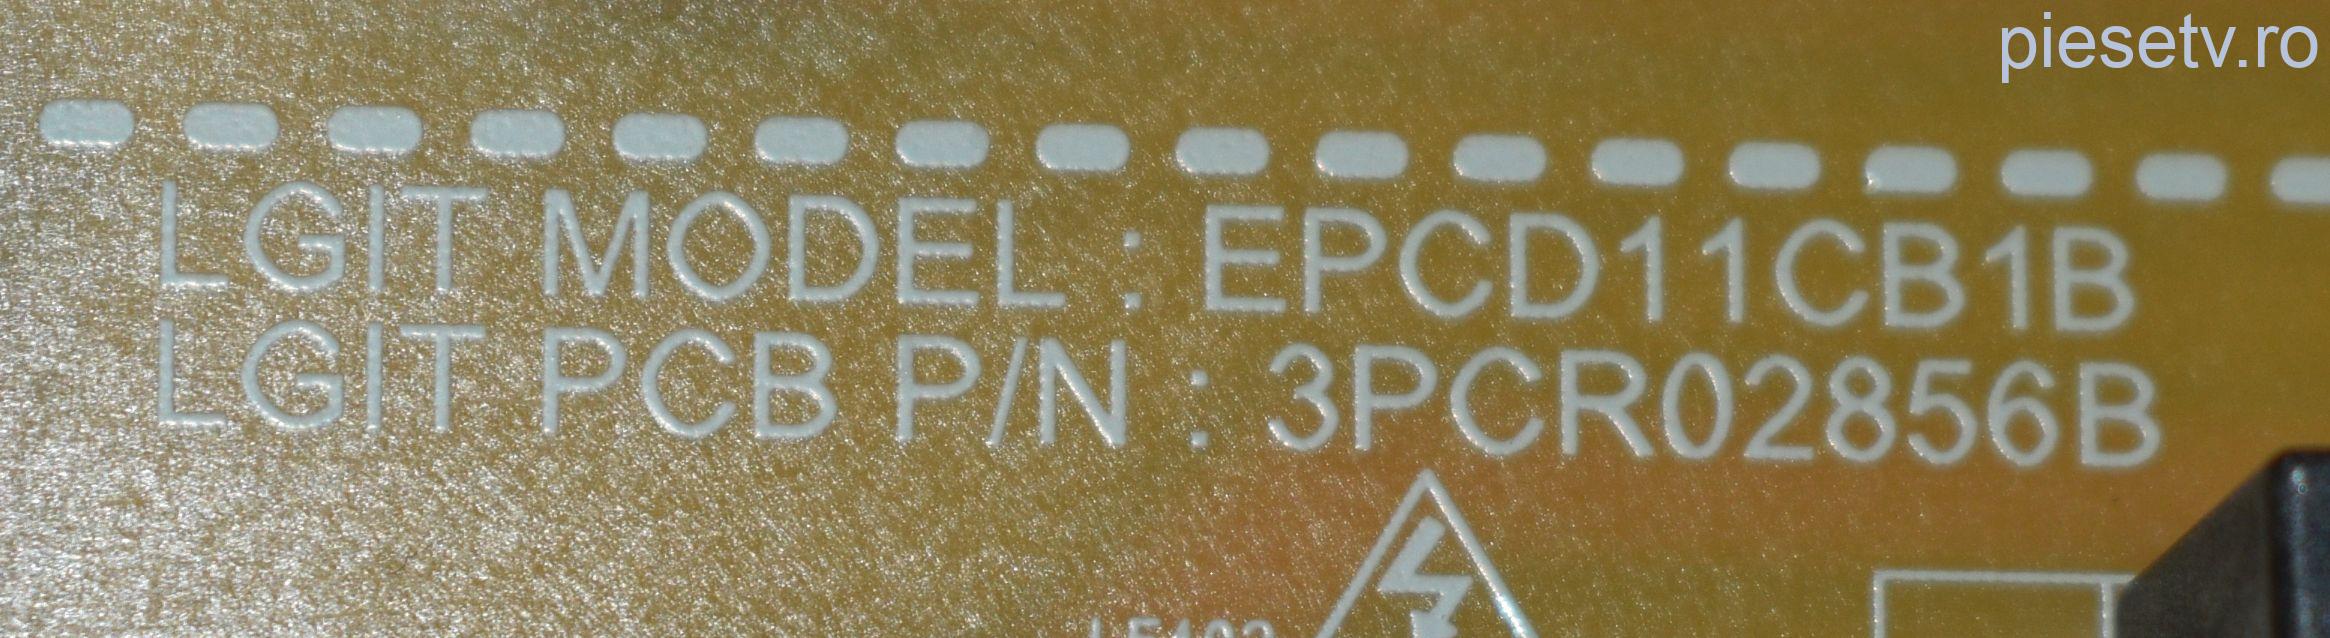 piesetv.ro
LGIT MODEL : EPCD11CB1B
LGIT PCB P/N : 3PCR02856B